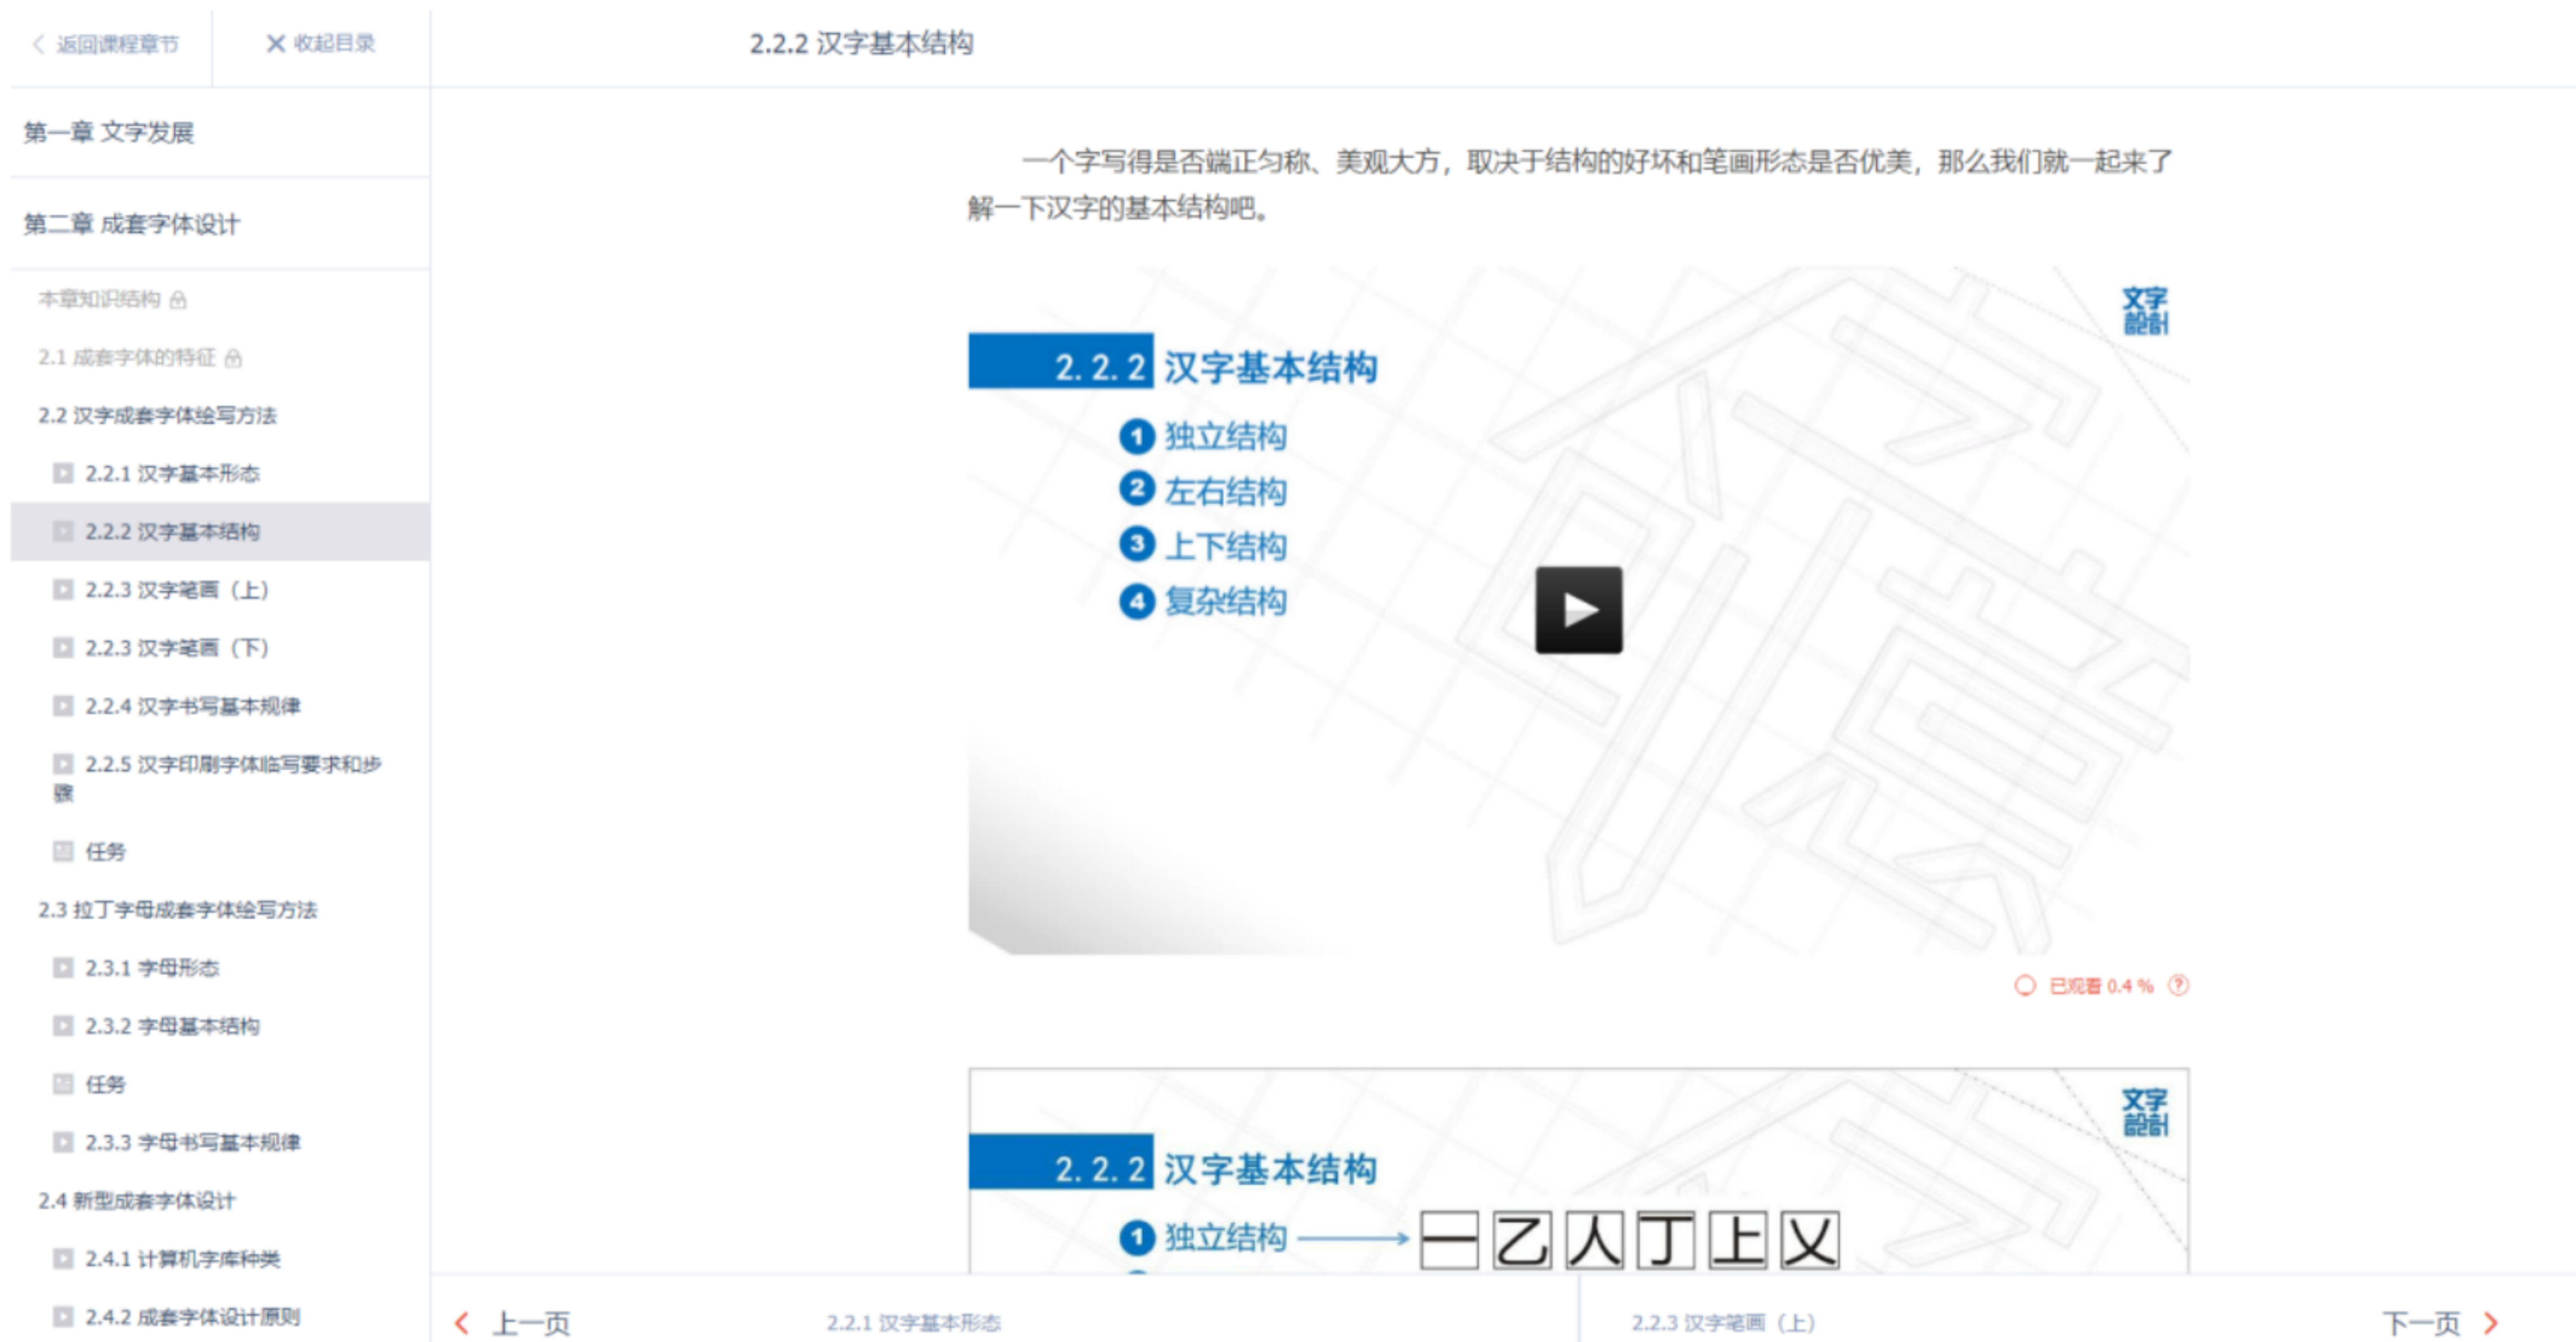 返回课程章节
收起目录
2.2.2 汉字基本结构
第一章 文字发展
第二章 成套字体设计
本章知识结构
2.1 成套字体的特征
2.2 汉字成套字体绘写方法
2.2.1 汉字基本形态
2.2.2 汉字基本结构
2.2.3 汉字笔画（上）
2.2.3 汉字笔画（下）
2.2.4 汉字书写基本规律
2.2.5 汉字印刷字体临写要求和步
骤
任务
2.3 拉丁字母成套字体绘写方法
2.3.1 字母形态
2.3.2 字母基本结构
任务
2.3.3 字母书写基本规律
2.4 新型成套字体设计
2.4.1 计算机字库种类
2.4.2 成套字体设计原则
一个字写得是否端正匀称、美观大方，取决于结构的好坏和笔画形态是否优美，那么我们就一起来了
解一下汉字的基本结构吧。
文字
設計
2.2.2 汉字基本结构
1 独立结构
2 左右结构
3 上下结构
4 复杂结构
已观看 0.4 %
文字
設計
2.2.2 汉字基本结构
1 独立结构 一乙人丁上乂
上一页
2.2.1 汉字基本形态
2.2.3 汉字笔画（上）
下一页